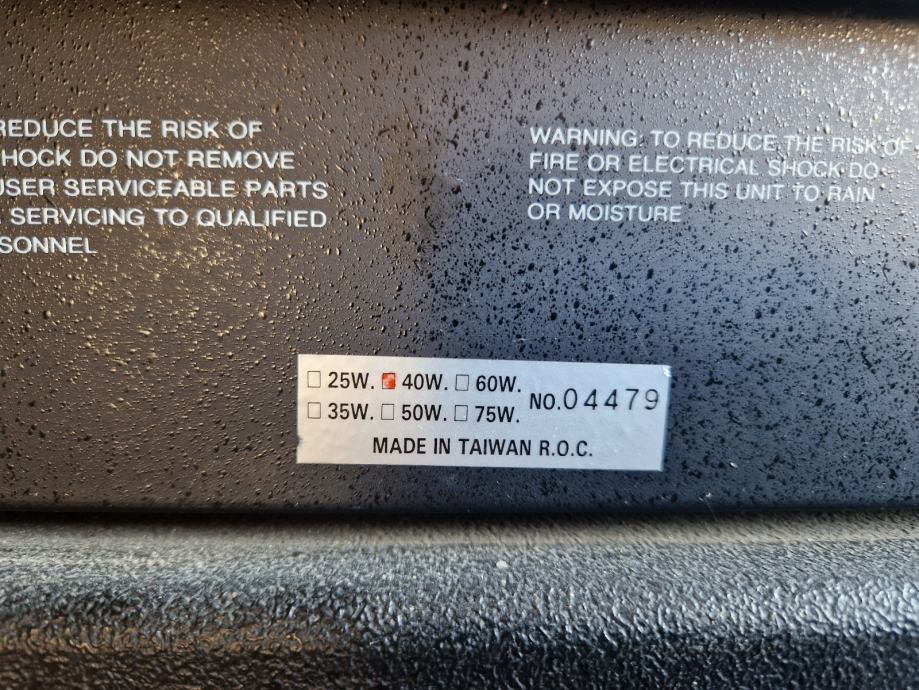 REDUCE THE RISK OF
HOCK DO NOT REMOVE
USER SERVICEABLE PARTS
SERVICING TO QUALIFIED
SONNEL
WARNING: TO REDUCE THE RISK OF
FIRE OR ELECTRICAL SHOCK DO
NOT EXPOSE THIS UNIT TO RAIN
OR MOISTURE
25W. 40W. 60W.
35W. 50W. 75W.
NO.04479
MADE IN TAIWAN R.O.C.